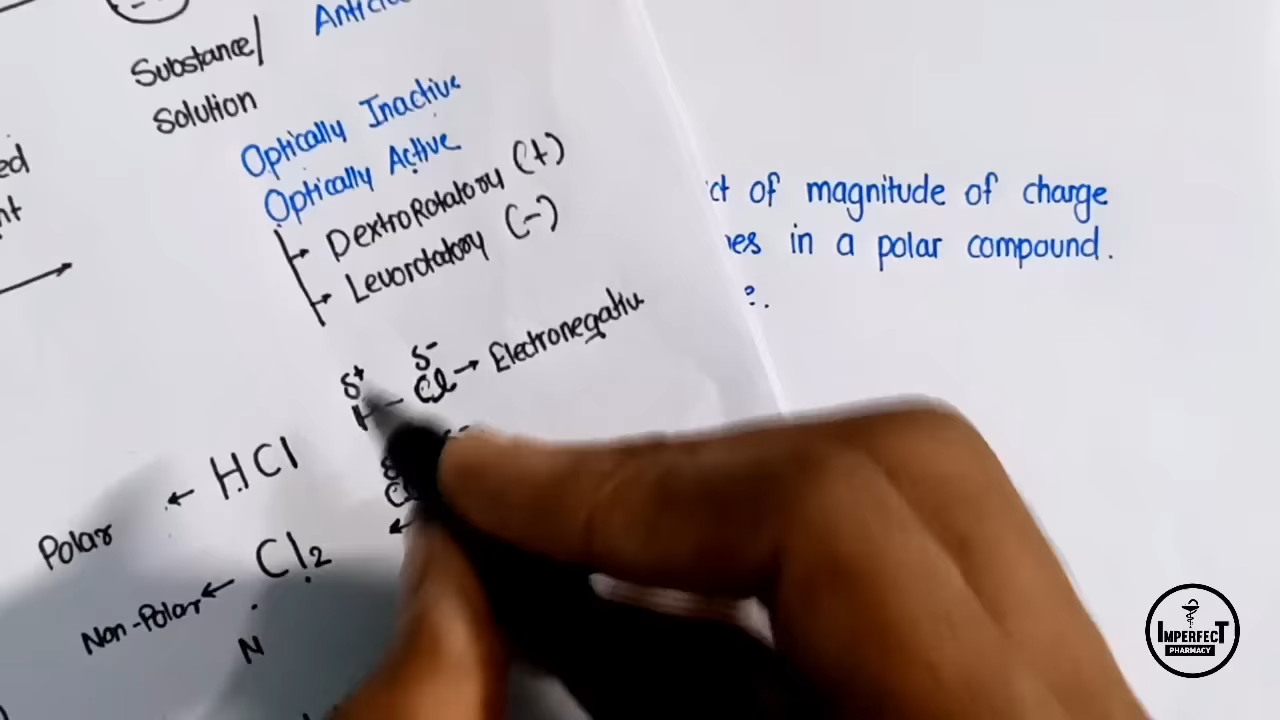 Substance/
Solution
Optically Inactive
Optically Active
DextroRotatory (+)
Levorotatory (-)
ct of magnitude of charge
in a polar compound.
?.
δ+ δ-
Cl → Electronegativ
HCl
Polar
Cl2
Non-Polar
N
IMPERFECT
PHARMACY